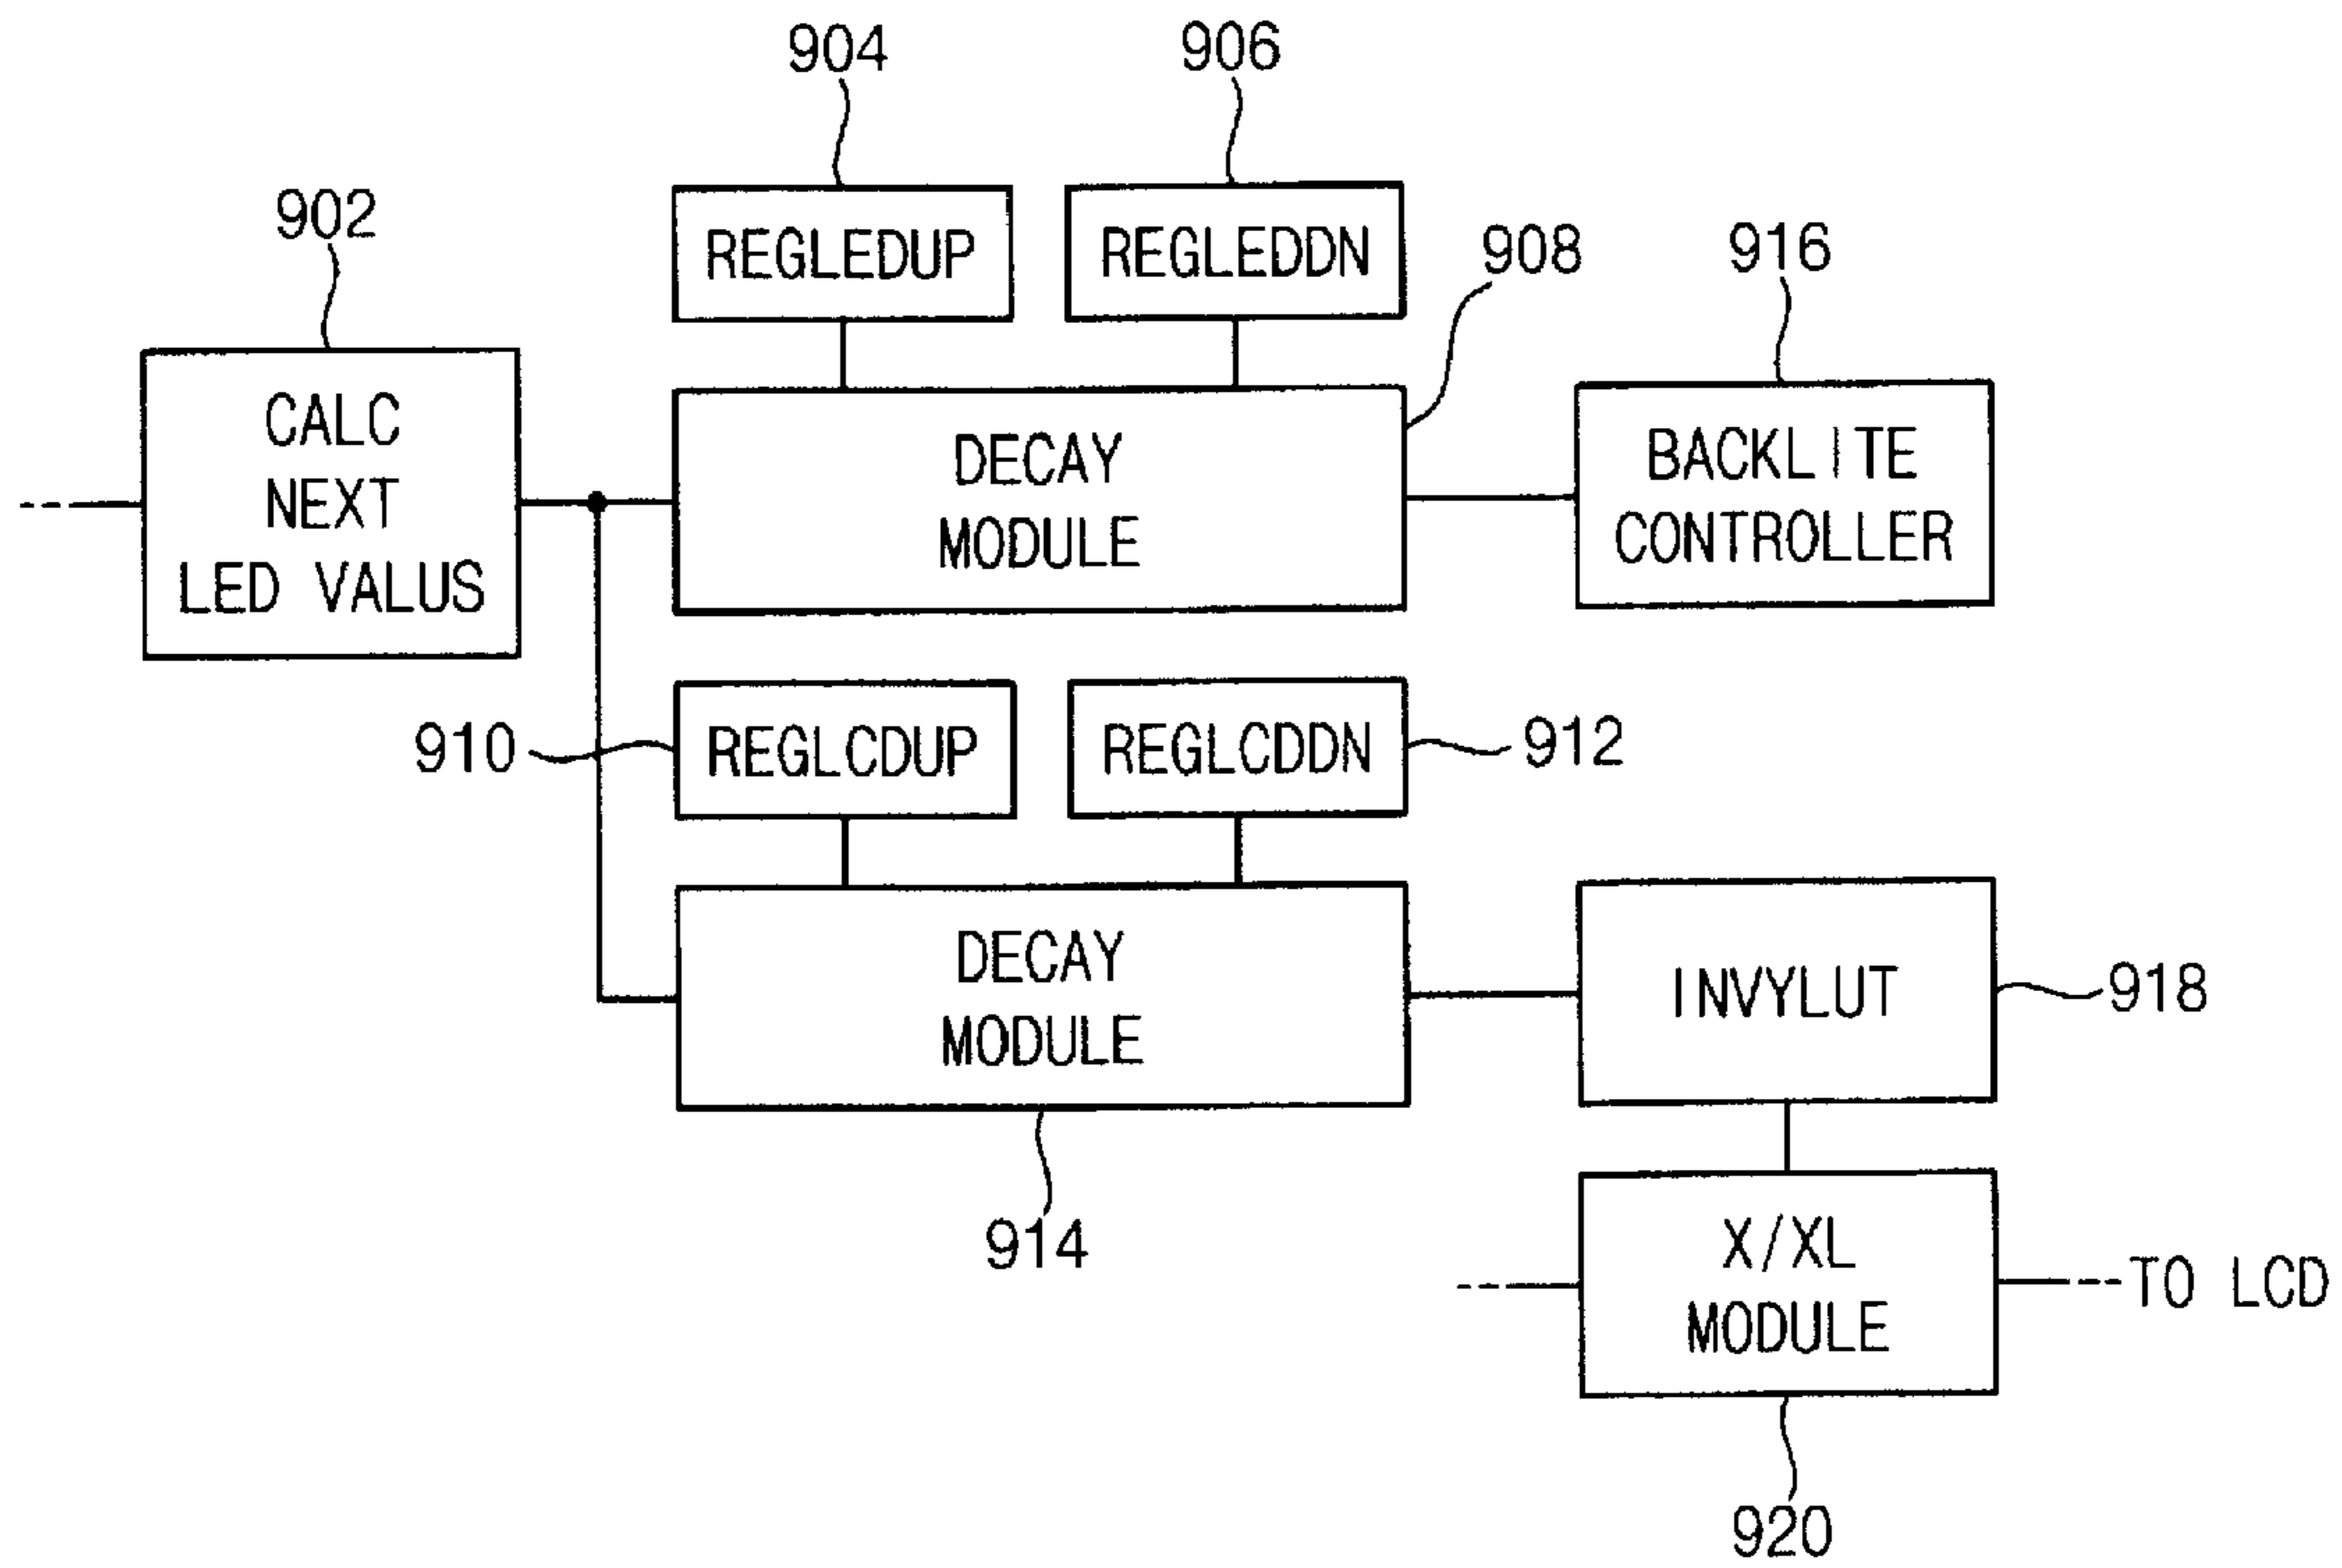 904
906
902
REGLEDUP
REGLEDDN
908
916
CALC
NEXT
LED VALUS
DECAY
MODULE
BACKLITE
CONTROLLER
910
REGLCDUP
REGLCDDN
912
DECAY
MODULE
INVYLUT
918
914
X/XL
MODULE
TO LCD
920